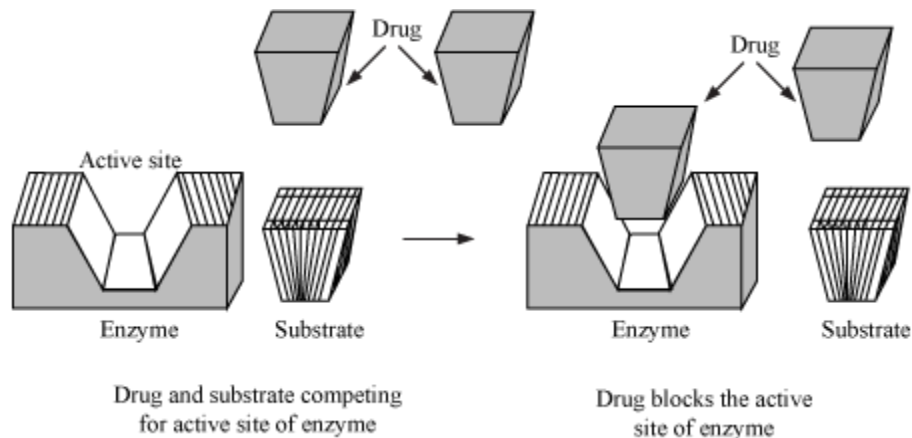 Drug
Drug
Active site
Enzyme
Substrate
Enzyme
Substrate
Drug and substrate competing
for active site of enzyme
Drug blocks the active
site of enzyme